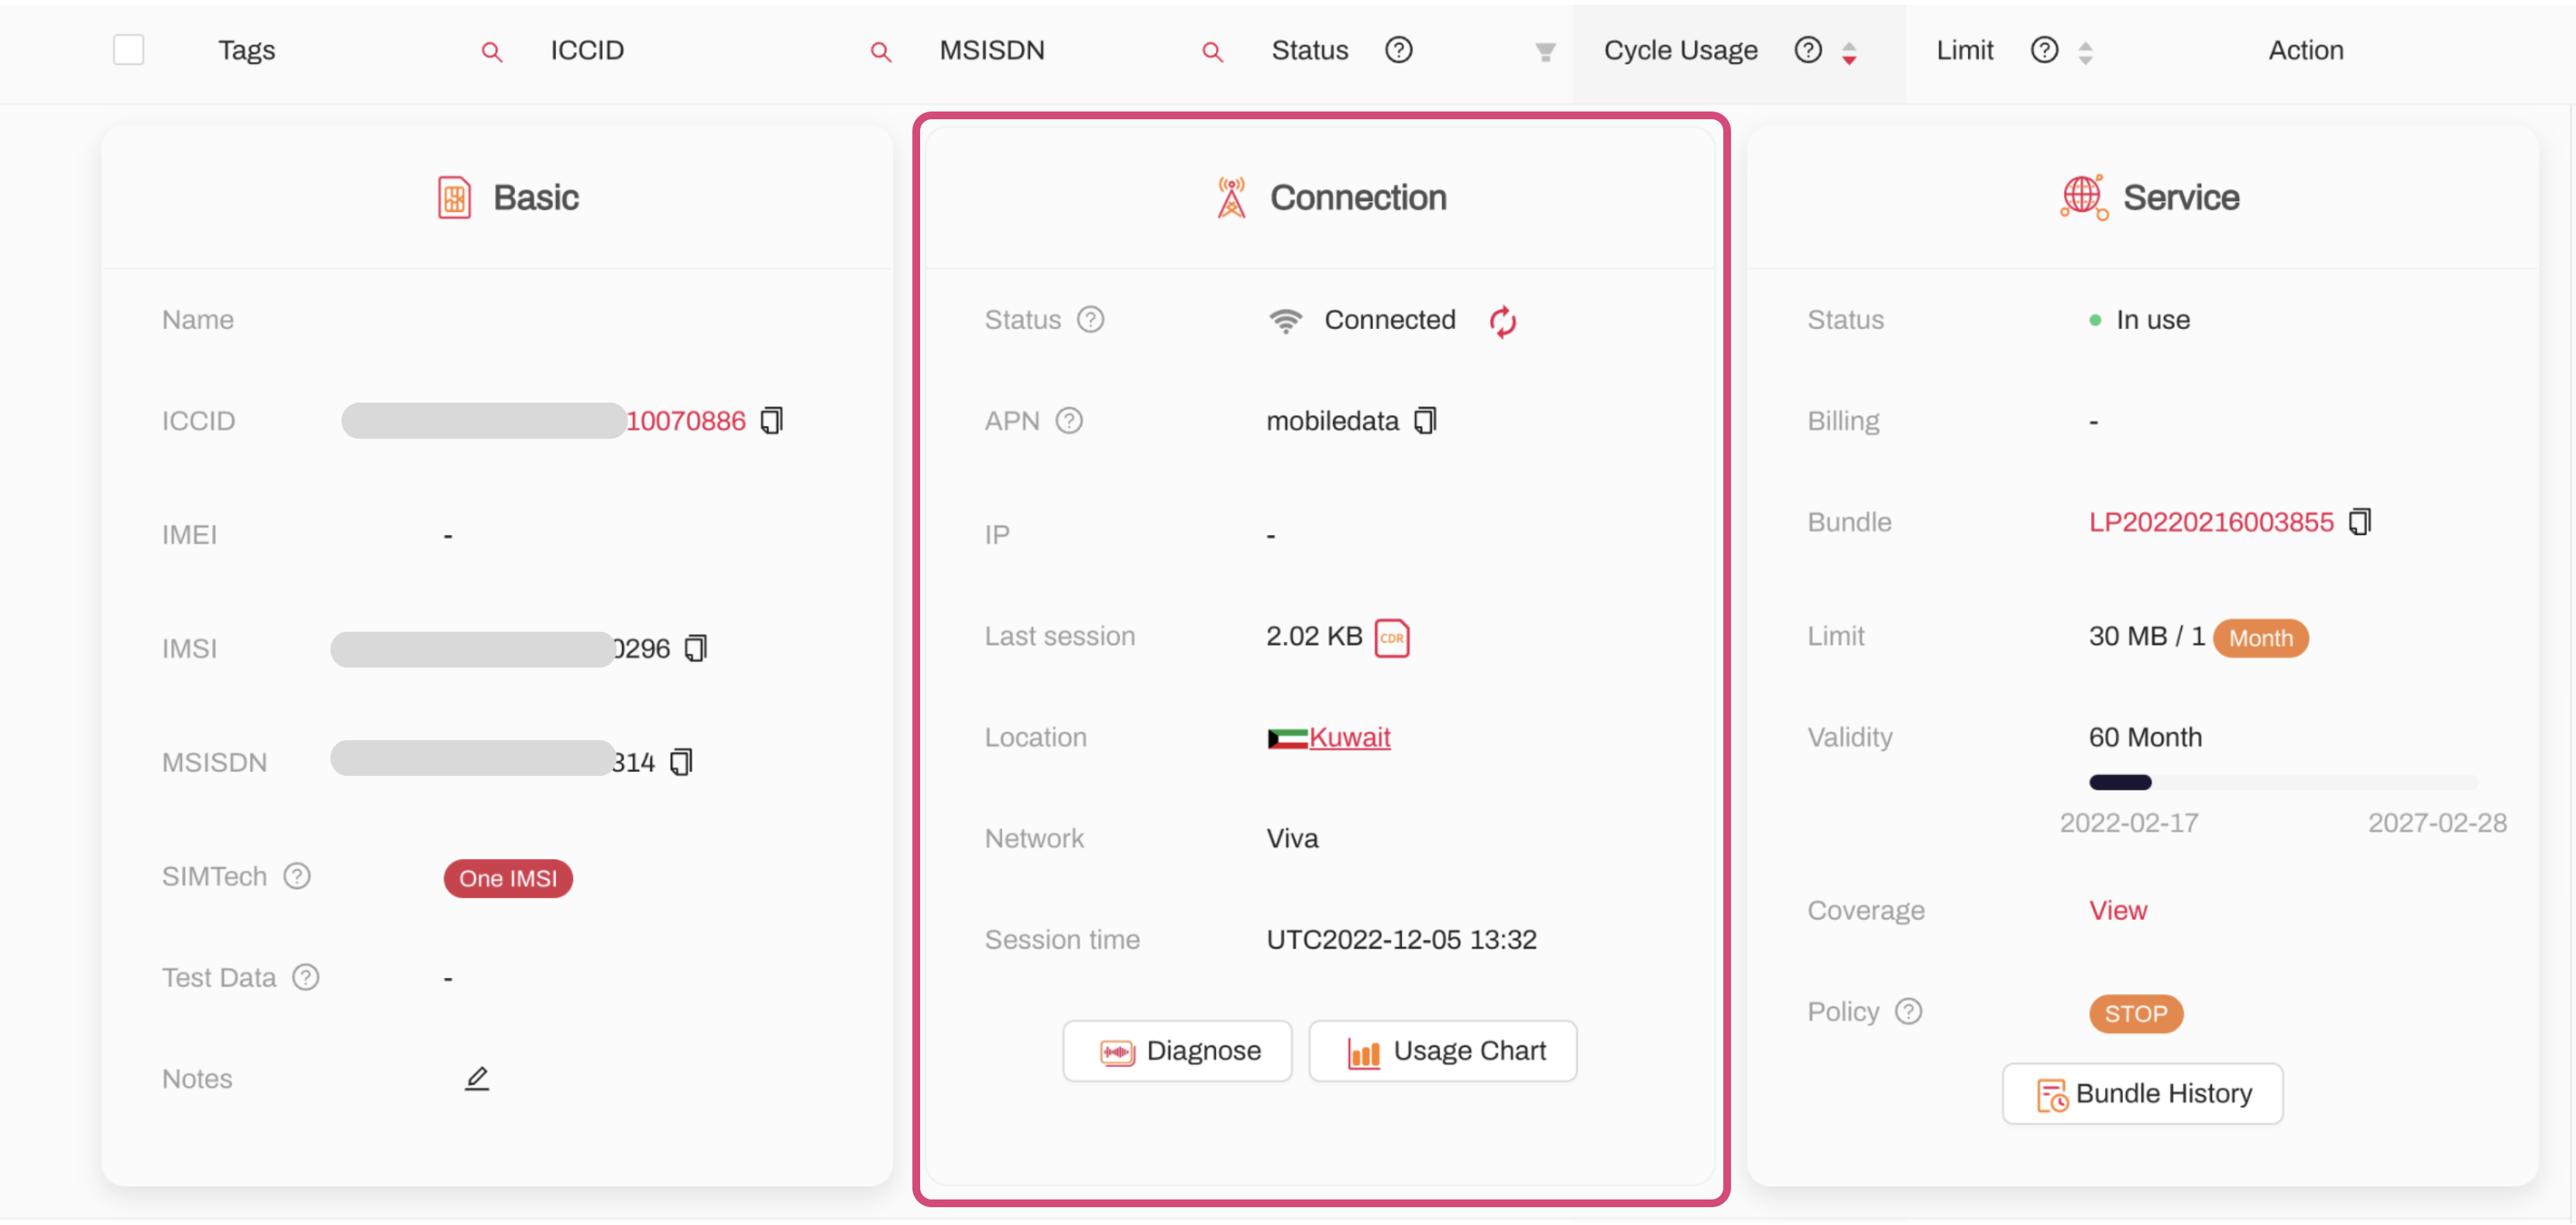 Tags ICCID MSISDN Status Cycle Usage Limit Action
Basic
Name
ICCID 10070886
IMEI -
IMSI 0296
MSISDN 314
SIMTech One IMSI
Test Data -
Notes
Connection
Status Connected
APN mobiledata
IP -
Last session 2.02 KB CDR
Location Kuwait
Network Viva
Session time UTC2022-12-05 13:32
Diagnose Usage Chart
Service
Status In use
Billing -
Bundle LP20220216003855
Limit 30 MB / 1 Month
Validity 60 Month
2022-02-17 2027-02-28
Coverage View
Policy STOP
Bundle History